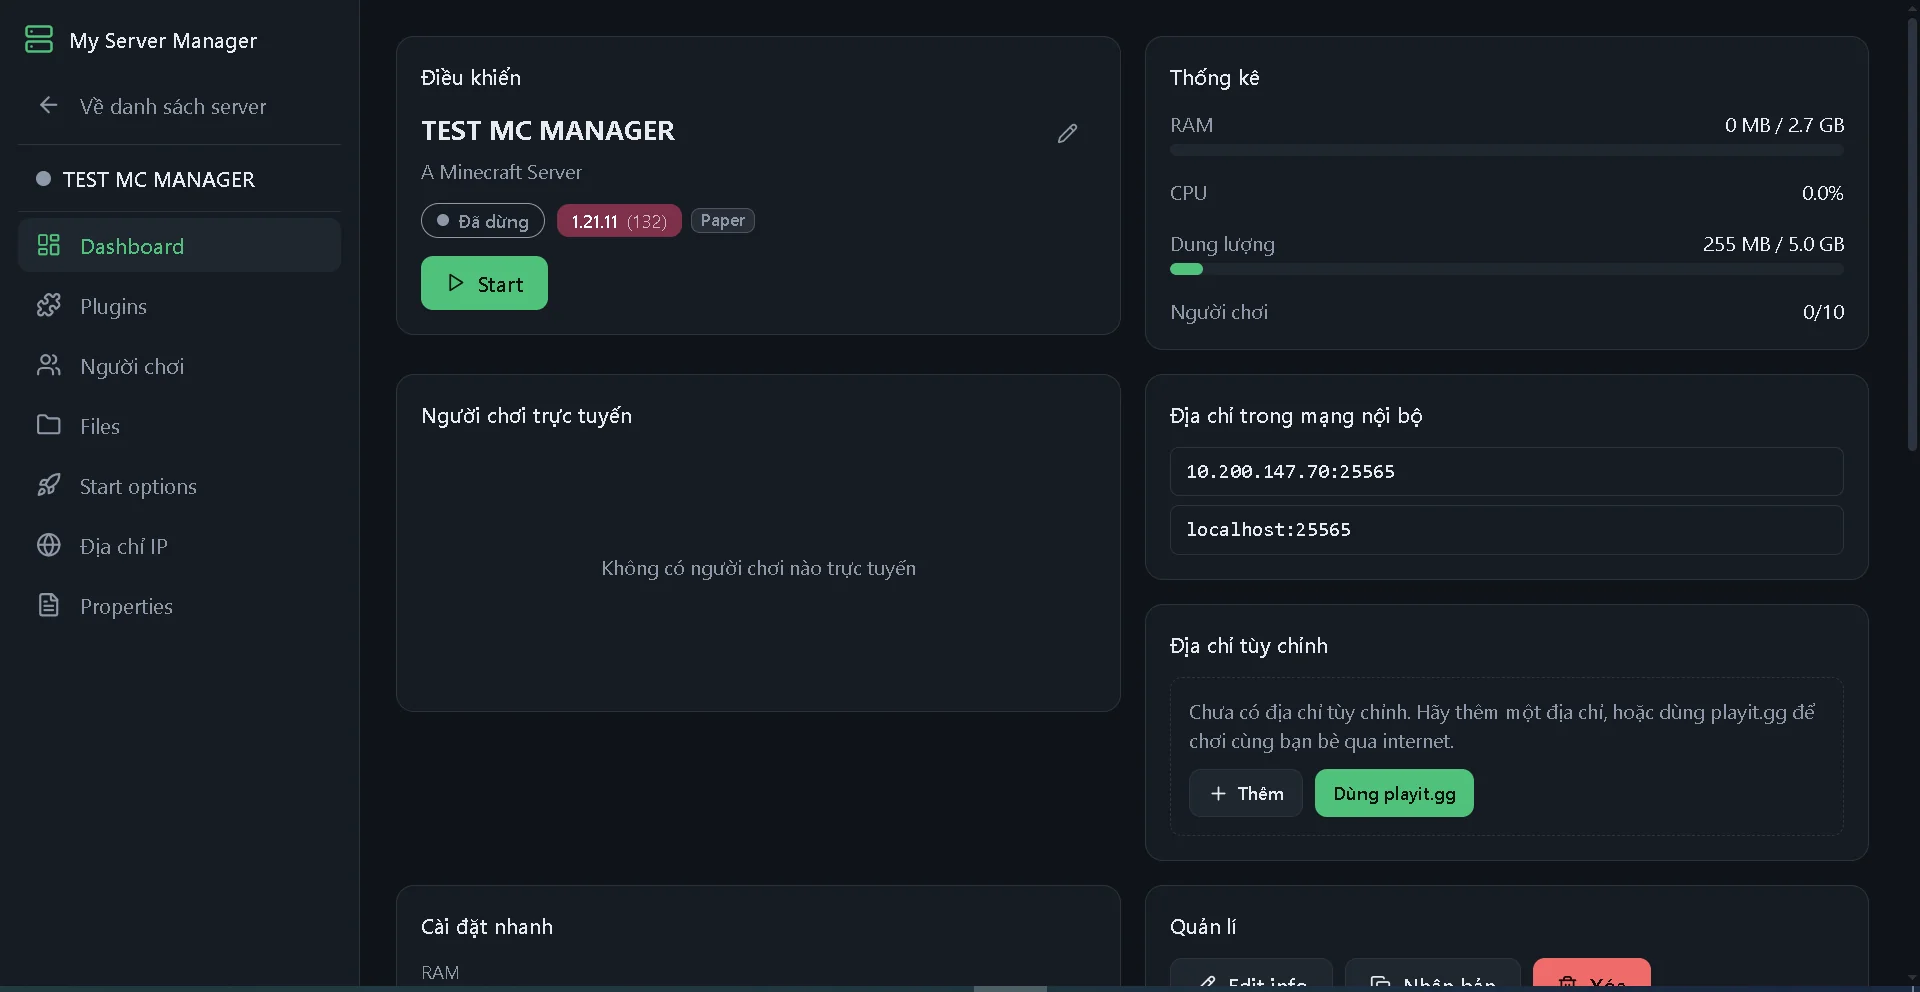 My Server Manager
Về danh sách server
TEST MC MANAGER
Dashboard
Plugins
Người chơi
Files
Start options
Địa chỉ IP
Properties
Điều khiển
TEST MC MANAGER
A Minecraft Server
Đã dừng
1.21.11 (132)
Paper
Start
Thống kê
RAM
0 MB / 2.7 GB
CPU
0.0%
Dung lượng
255 MB / 5.0 GB
Người chơi
0/10
Người chơi trực tuyến
Không có người chơi nào trực tuyến
Địa chỉ trong mạng nội bộ
10.200.147.70:25565
localhost:25565
Địa chỉ tùy chỉnh
Chưa có địa chỉ tùy chỉnh. Hãy thêm một địa chỉ, hoặc dùng playit.gg để
chơi cùng bạn bè qua internet.
Thêm
Dùng playit.gg
Cài đặt nhanh
RAM
Quản lí
Edit info
Nhân bản
Xóa